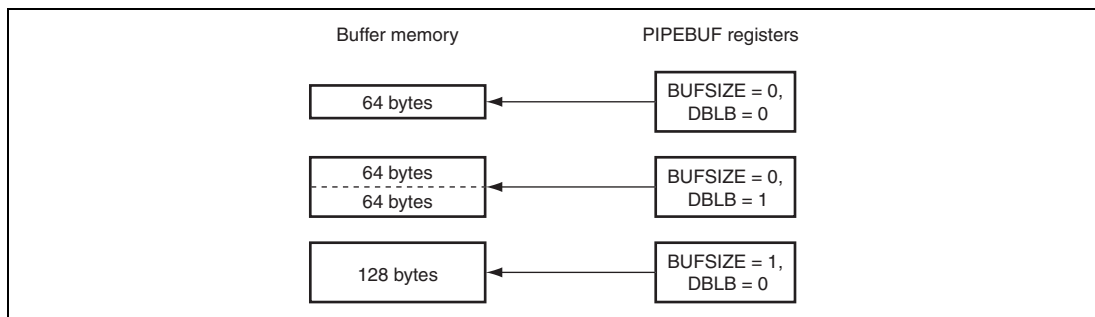 Buffer memory
PIPEBUF registers
64 bytes
BUFSIZE = 0,
DBLB = 0
64 bytes
64 bytes
BUFSIZE = 0,
DBLB = 1
128 bytes
BUFSIZE = 1,
DBLB = 0